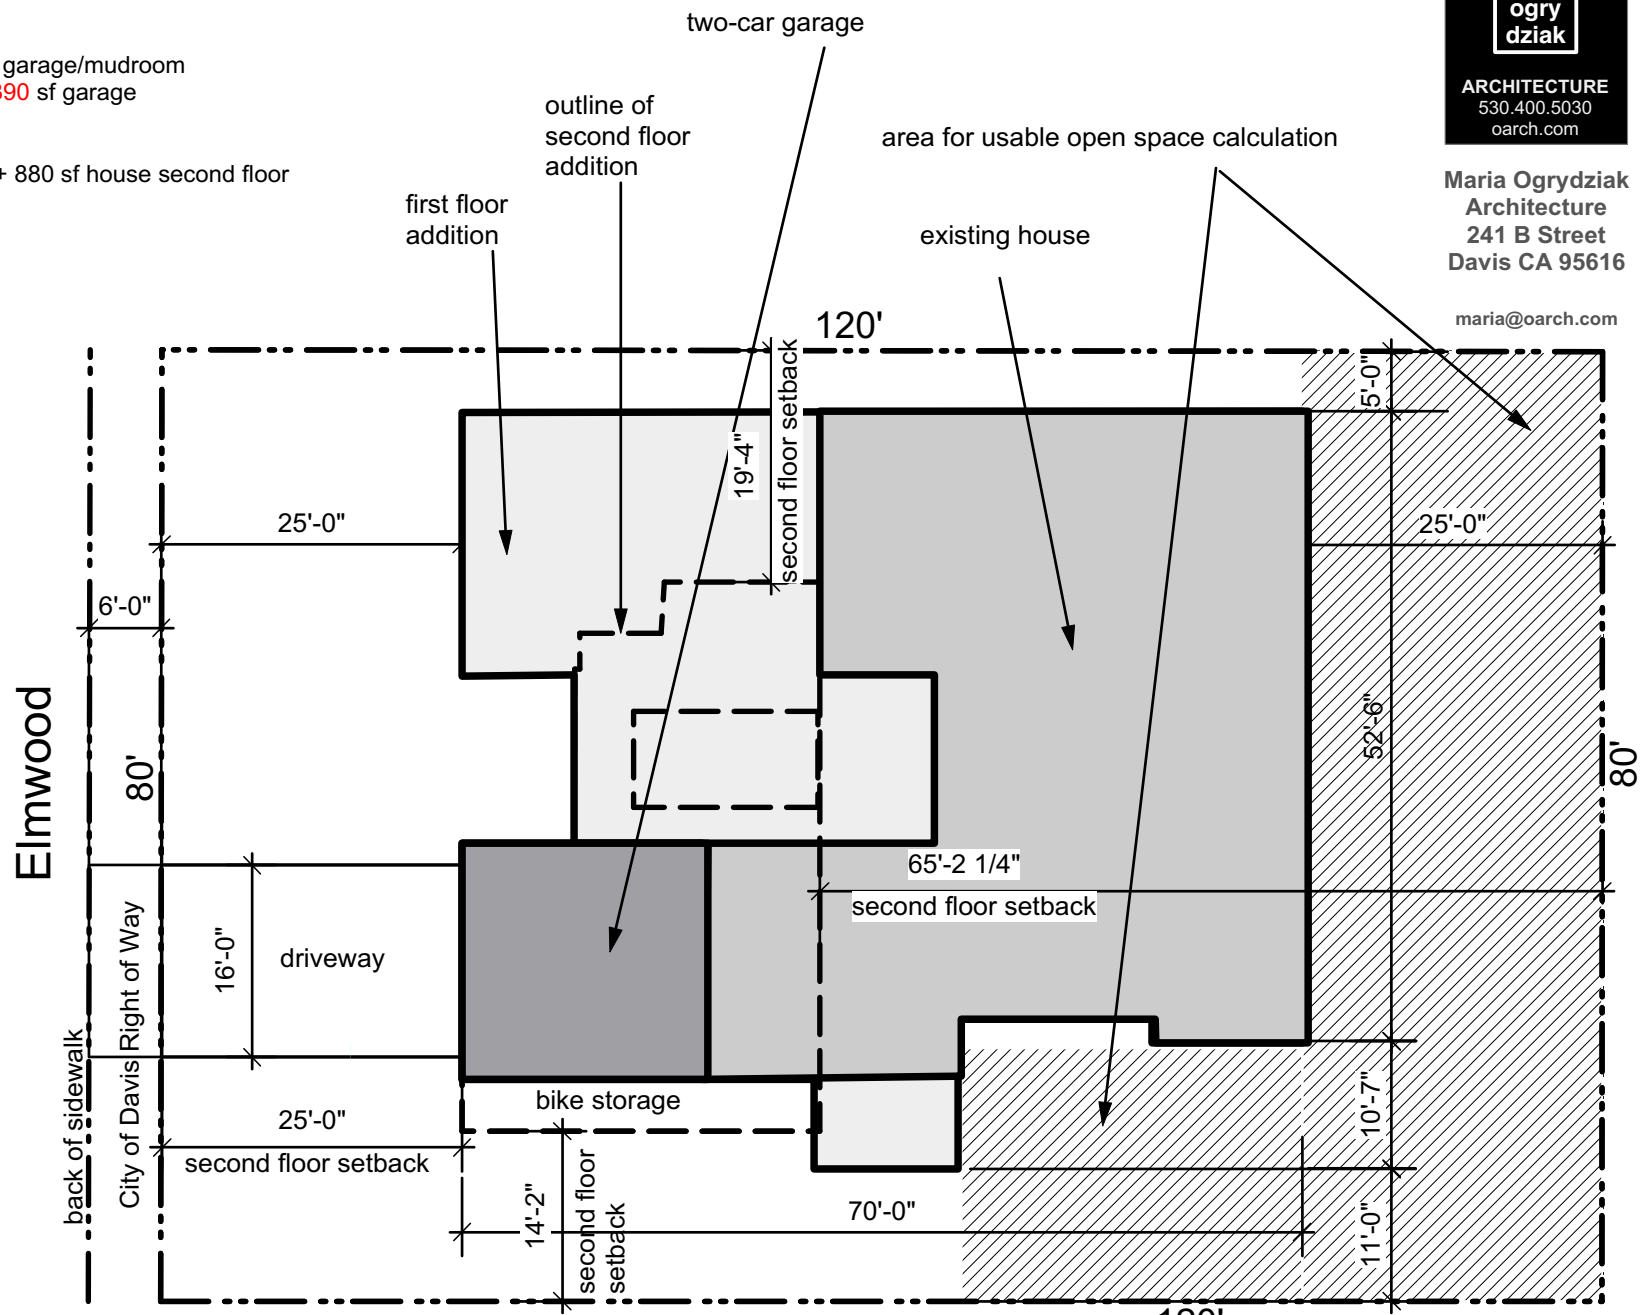 two-car garage
garage/mudroom
390 sf garage
+ 880 sf house second floor
outline of
second floor
addition
first floor
addition
area for usable open space calculation
existing house
ogry
dziak
ARCHITECTURE
530.400.5030
oarch.com
Maria Ogrydziak
Architecture
241 B Street
Davis CA 95616
maria@oarch.com
120'
5'-0"
second floor setback
19'-4"
25'-0"
25'-0"
6'-0"
52'-6"
Elmwood
80'
80'
65'-2 1/4"
second floor setback
16'-0"
driveway
City of Davis Right of Way
back of sidewalk
bike storage
25'-0"
second floor setback
10'-7"
14'-2"
second floor
setback
70'-0"
11'-0"
120'